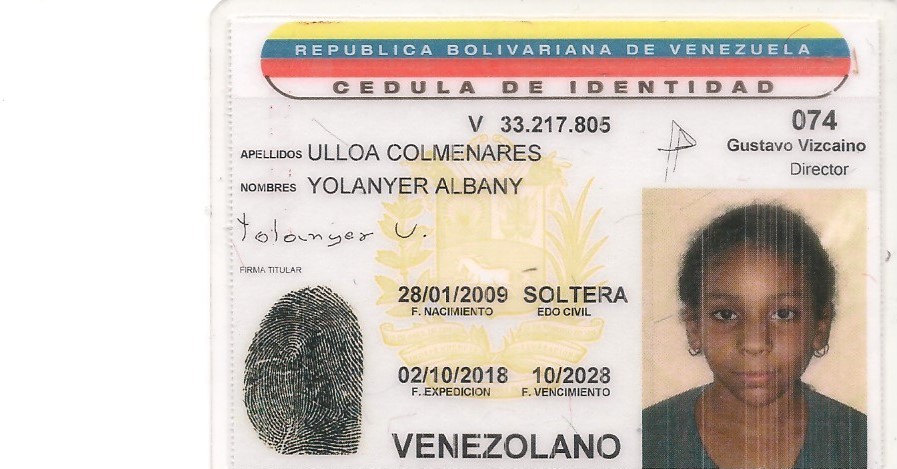 REPUBLICA BOLIVARIANA DE VENEZUELA
CEDULA DE IDENTIDAD
V 33.217.805
074
Gustavo Vizcaino
Director
APELLIDOS ULLOA COLMENARES
NOMBRES YOLANYER ALBANY
Yolanyer U.
FIRMA TITULAR
28/01/2009 SOLTERA
F. NACIMIENTO EDO CIVIL
02/10/2018 10/2028
F. EXPEDICION F. VENCIMIENTO
VENEZOLANO